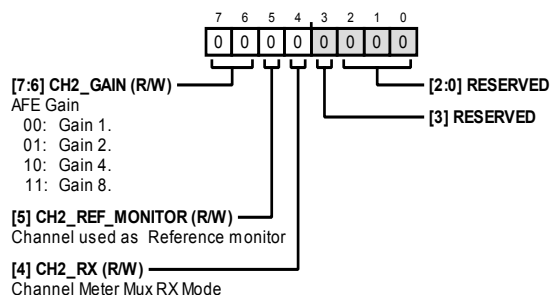 7 6 5 4 3 2 1 0
0 0 0 0 0 0 0 0
[7:6] CH2_GAIN (R/W)
[2:0] RESERVED
AFE Gain
[3] RESERVED
00: Gain 1.
01: Gain 2.
10: Gain 4.
11: Gain 8.
[5] CH2_REF_MONITOR (R/W)
Channel used as Reference monitor
[4] CH2_RX (R/W)
Channel Meter Mux RX Mode